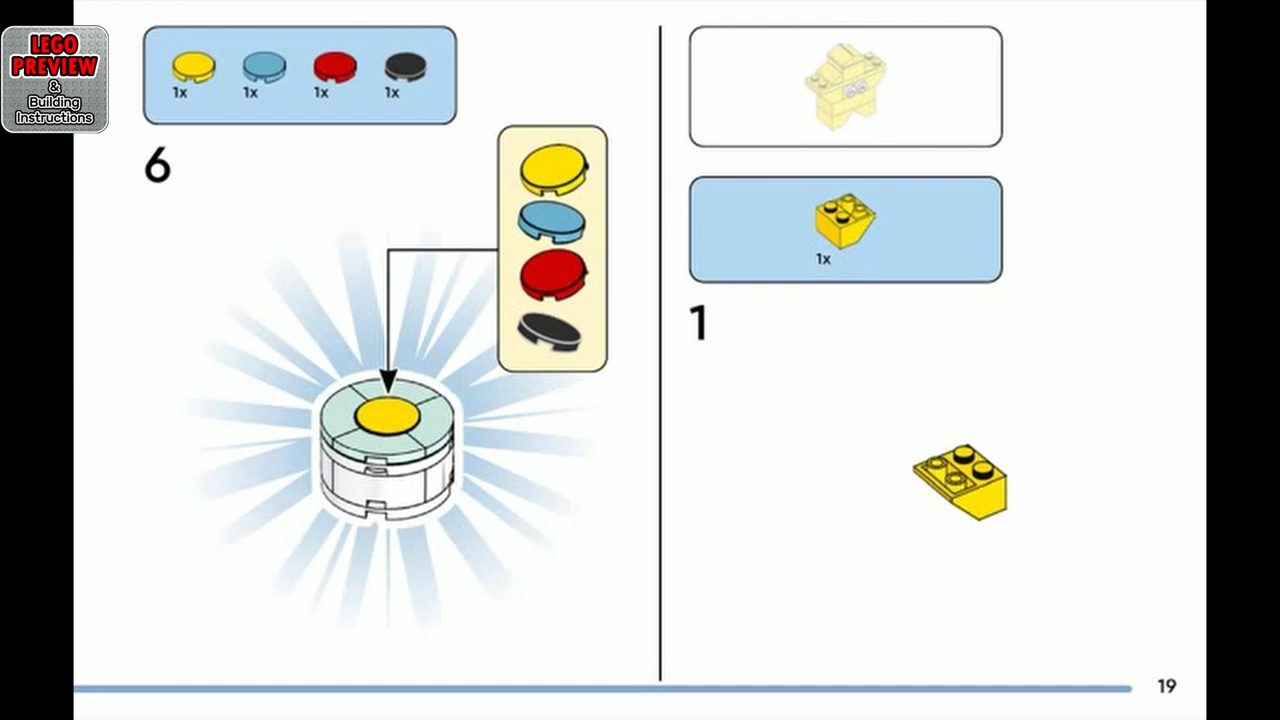 LEGO
PREVIEW
&
Building
Instructions
1x
1x
1x
1x
6
1x
1
19